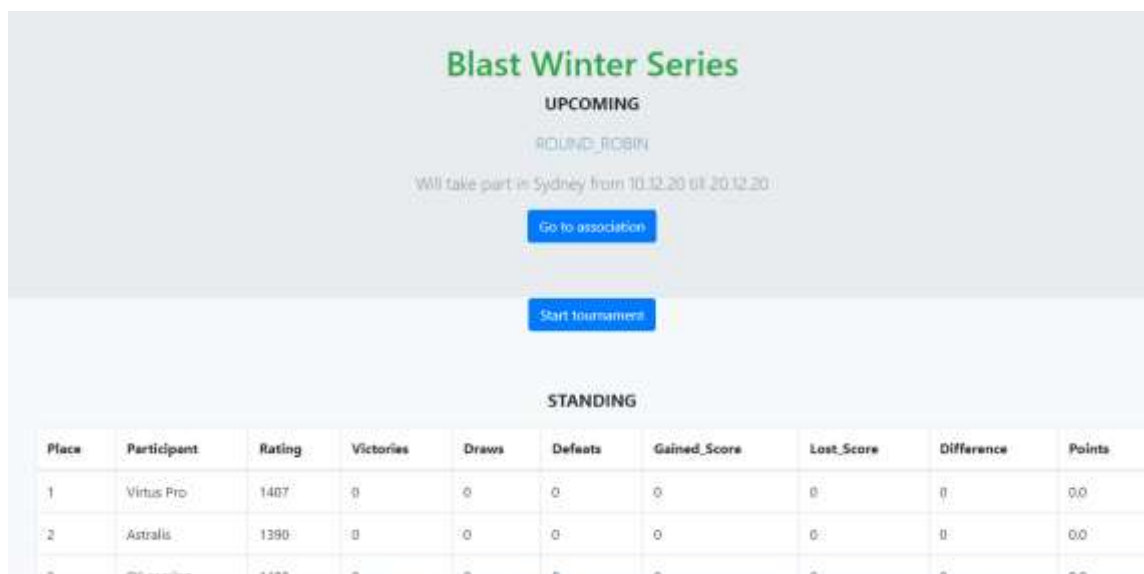 Blast Winter Series
UPCOMING
ROUND_ROBIN
Will take part in Sydney from 10.12.20 till 20.12.20
Go to association
Start tournament
STANDING
Place Participant Rating Victories Draws Defeats Gained_Score Lost_Score Difference Points
1 Virtus Pro 1407 0 0 0 0 0 0 0.0
2 Astralis 1390 0 0 0 0 0 0 0.0